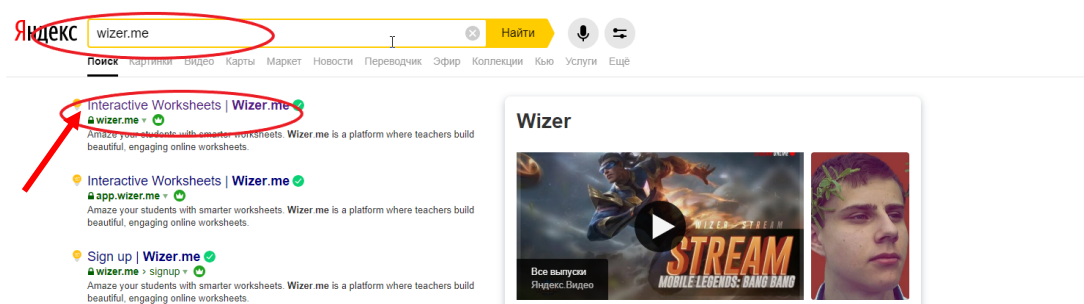 Яндекс
wizer.me
Найти
Поиск Картинки Видео Карты Маркет Новости Переводчик Эфир Коллекции Кью Услуги Ещё
Interactive Worksheets | Wizer.me
wizer.me
Amaze your students with smarter worksheets. Wizer.me is a platform where teachers build
beautiful, engaging online worksheets.
Interactive Worksheets | Wizer.me
app.wizer.me
Amaze your students with smarter worksheets. Wizer.me is a platform where teachers build
beautiful, engaging online worksheets.
Sign up | Wizer.me
wizer.me › signup
Amaze your students with smarter worksheets. Wizer.me is a platform where teachers build
beautiful, engaging online worksheets.
Wizer
WIZER STREAM
STREAM
MOBILE LEGENDS: BANG BANG
Все выпуски
Яндекс.Видео